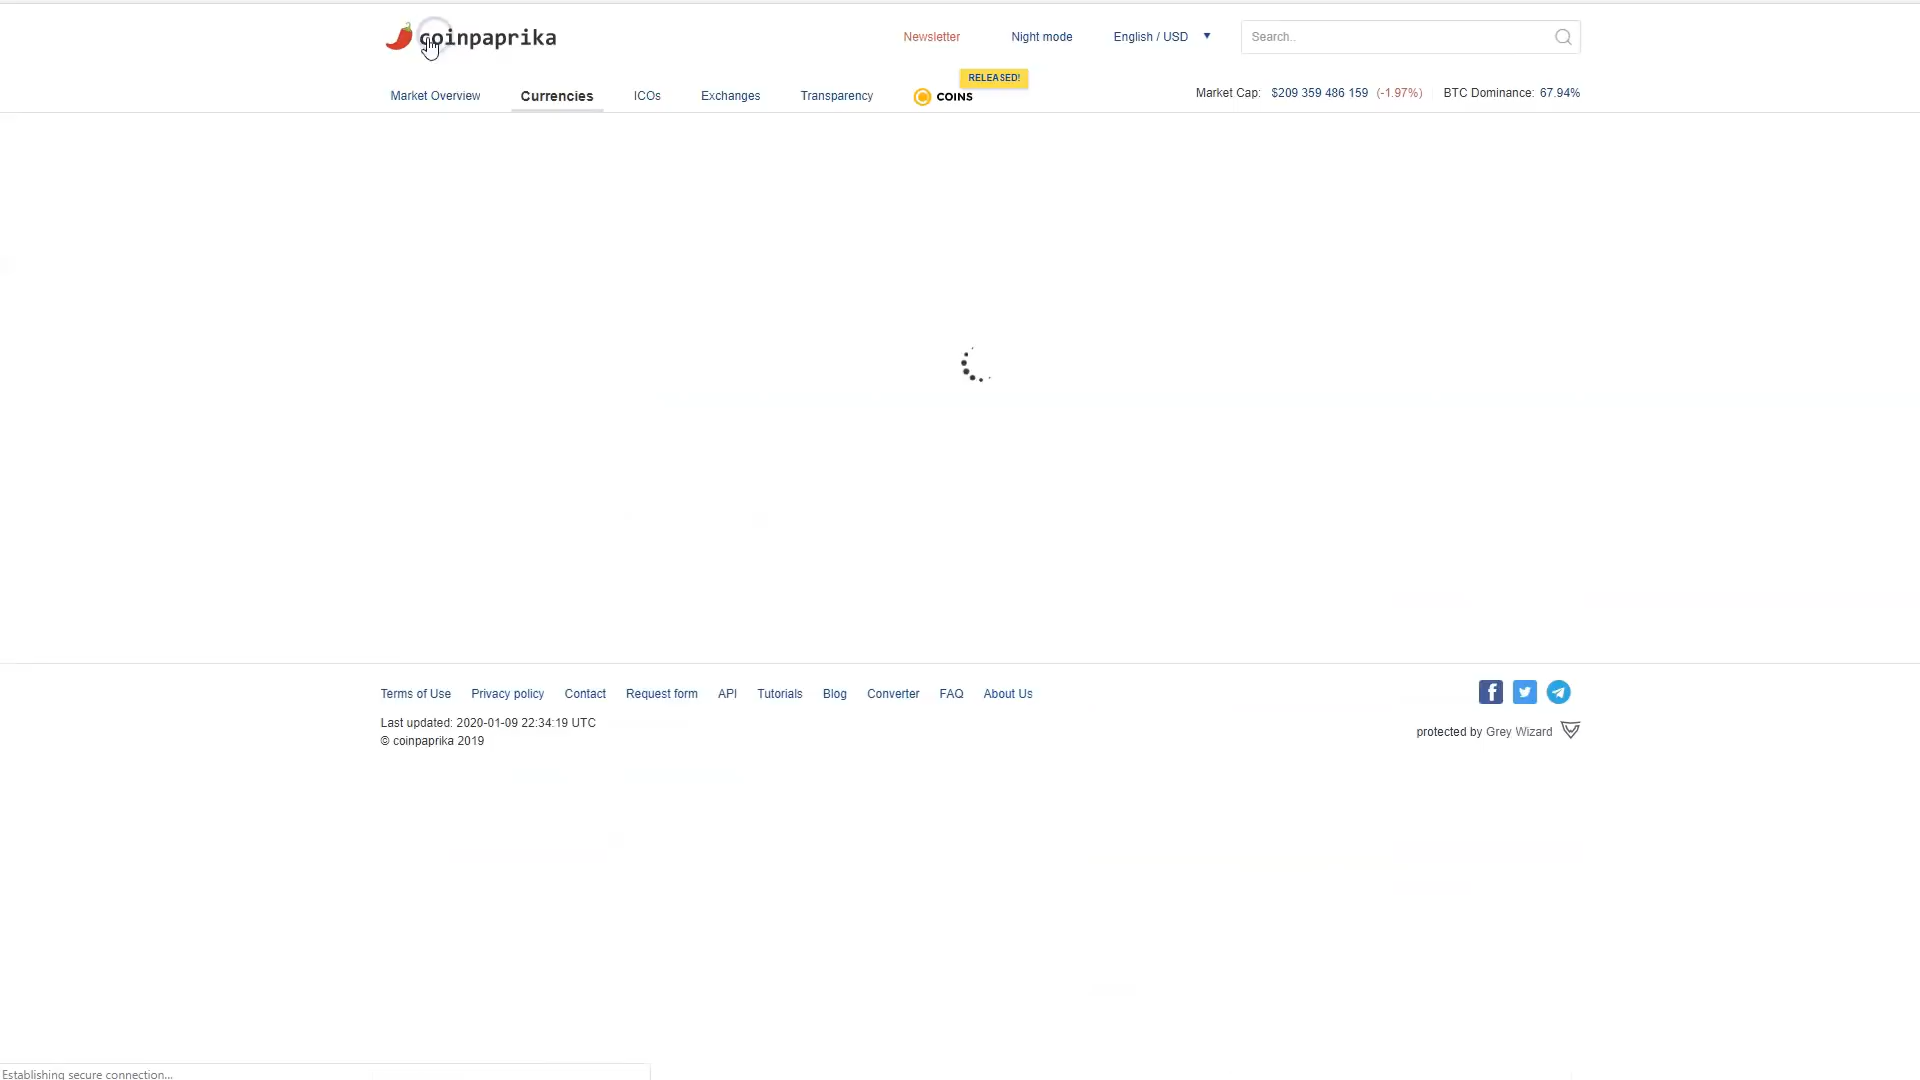 coinpaprika
Newsletter
Night mode
English / USD
Search..
RELEASED!
Market Overview
Currencies
ICOs
Exchanges
Transparency
COINS
Market Cap: $209 359 486 159 (-1.97%)
BTC Dominance: 67.94%
Terms of Use
Privacy policy
Contact
Request form
API
Tutorials
Blog
Converter
FAQ
About Us
Last updated: 2020-01-09 22:34:19 UTC
© coinpaprika 2019
protected by Grey Wizard
Establishing secure connection...